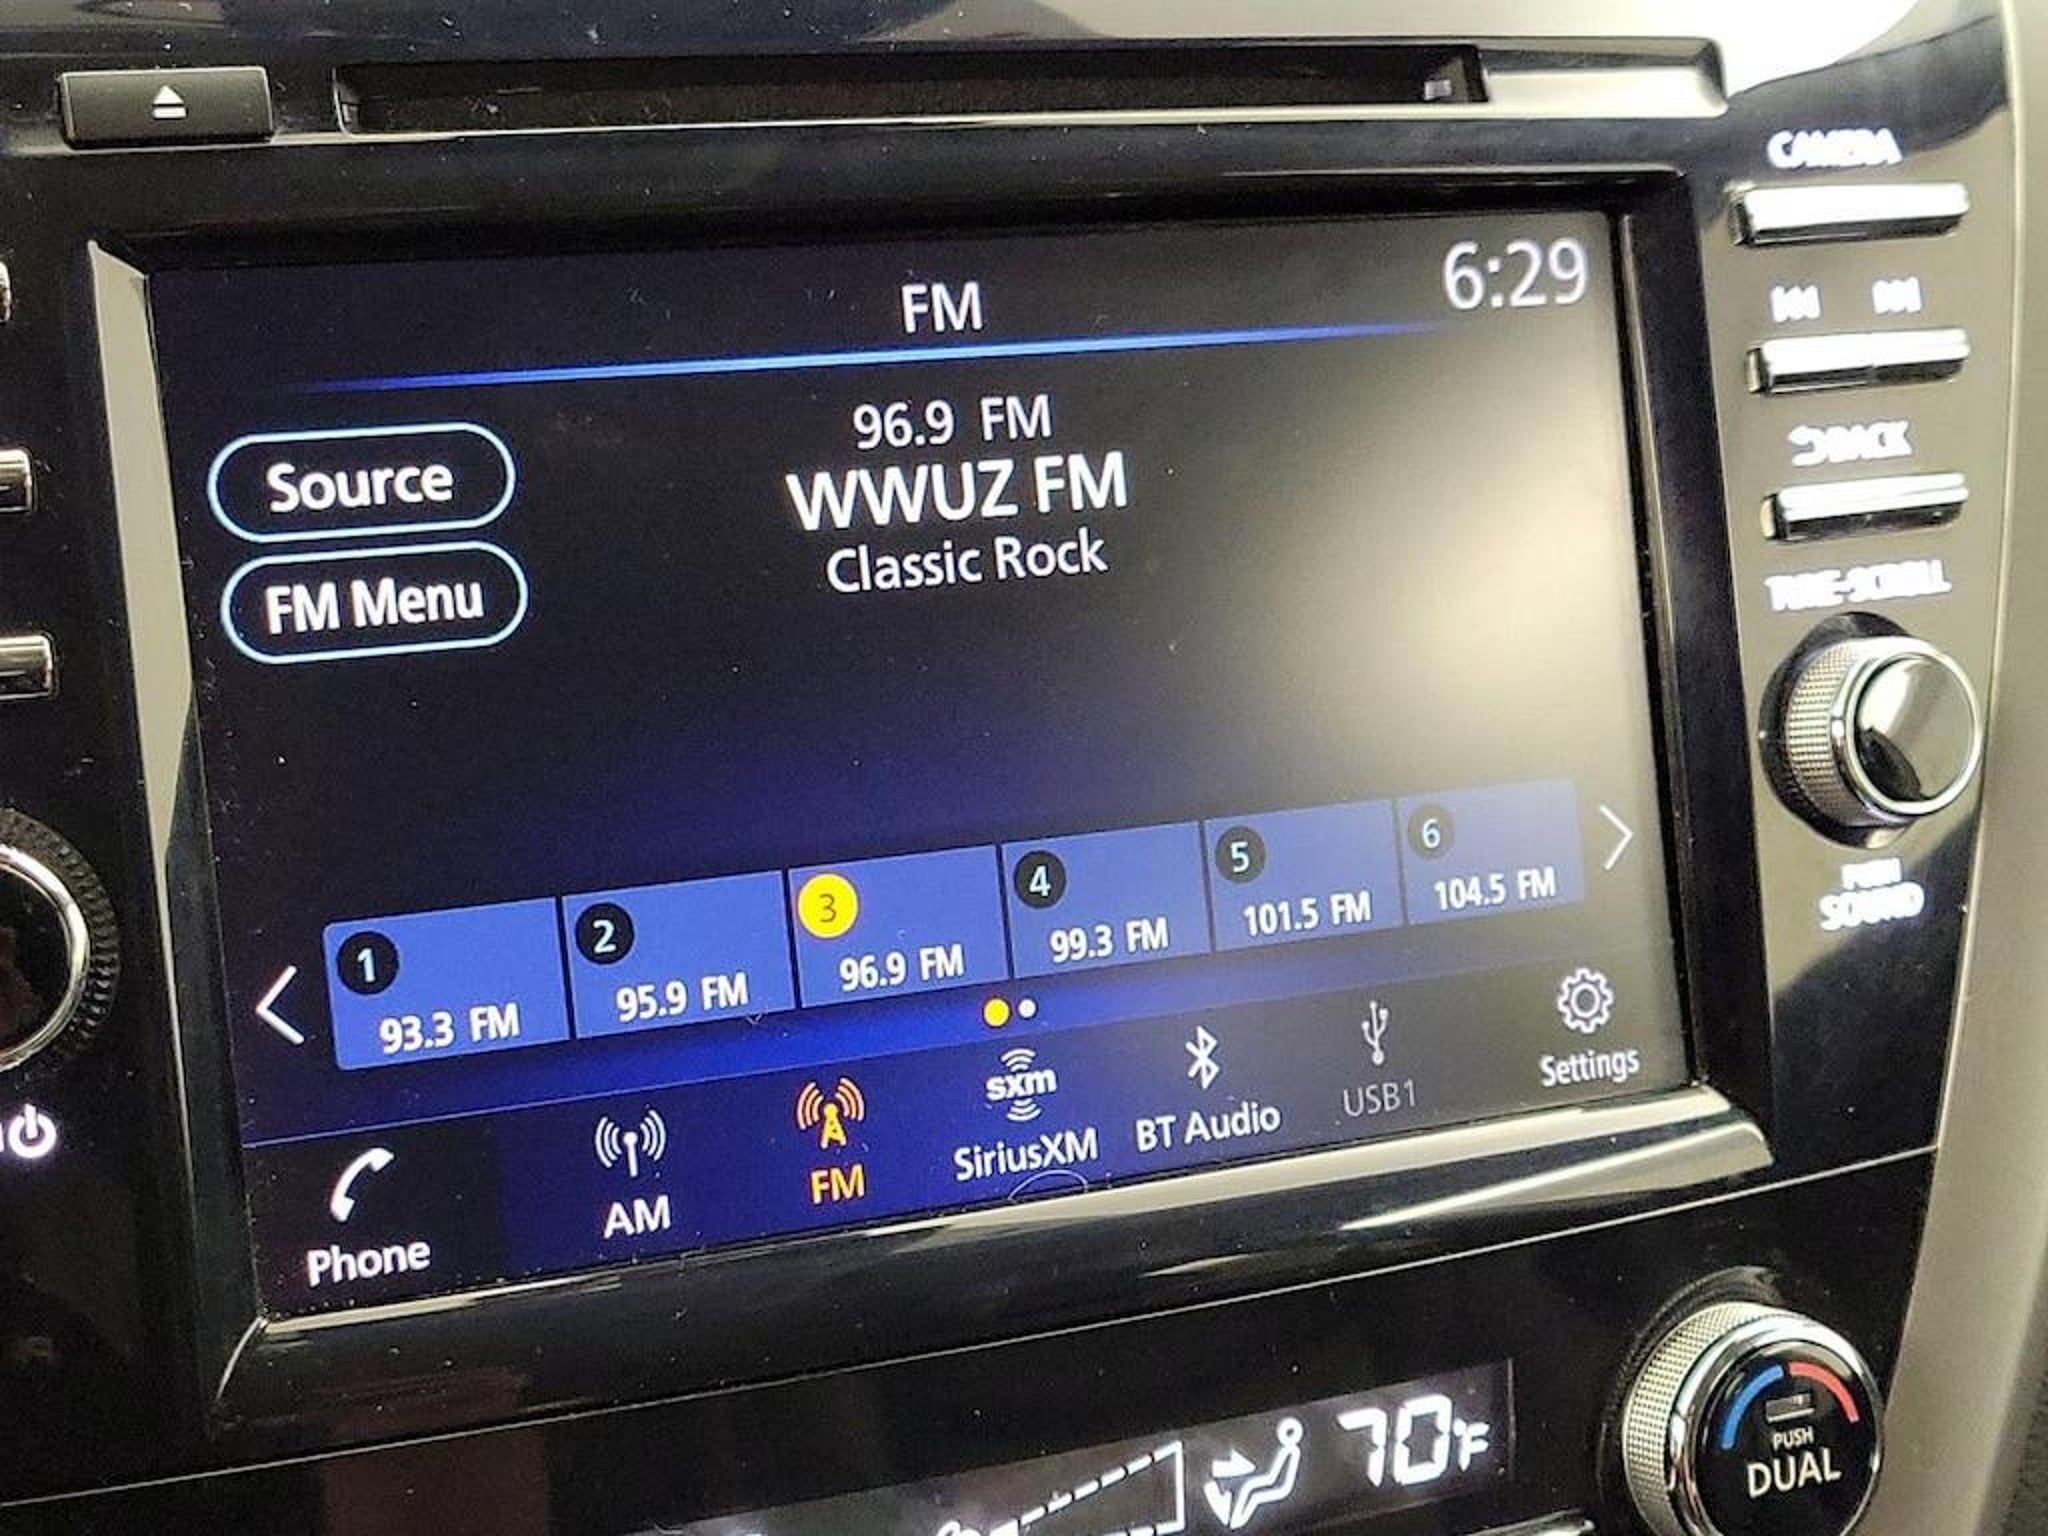 CAMERA
FM
6:29
96.9 FM
WWUZ FM
Classic Rock
Source
FM Menu
BACK
TUNE-SCROLL
PUSH
SOUND
1
93.3 FM
2
95.9 FM
3
96.9 FM
4
99.3 FM
5
101.5 FM
6
104.5 FM
Phone
AM
FM
sxm
SiriusXM
BT Audio
USB1
Settings
70°F
PUSH
DUAL